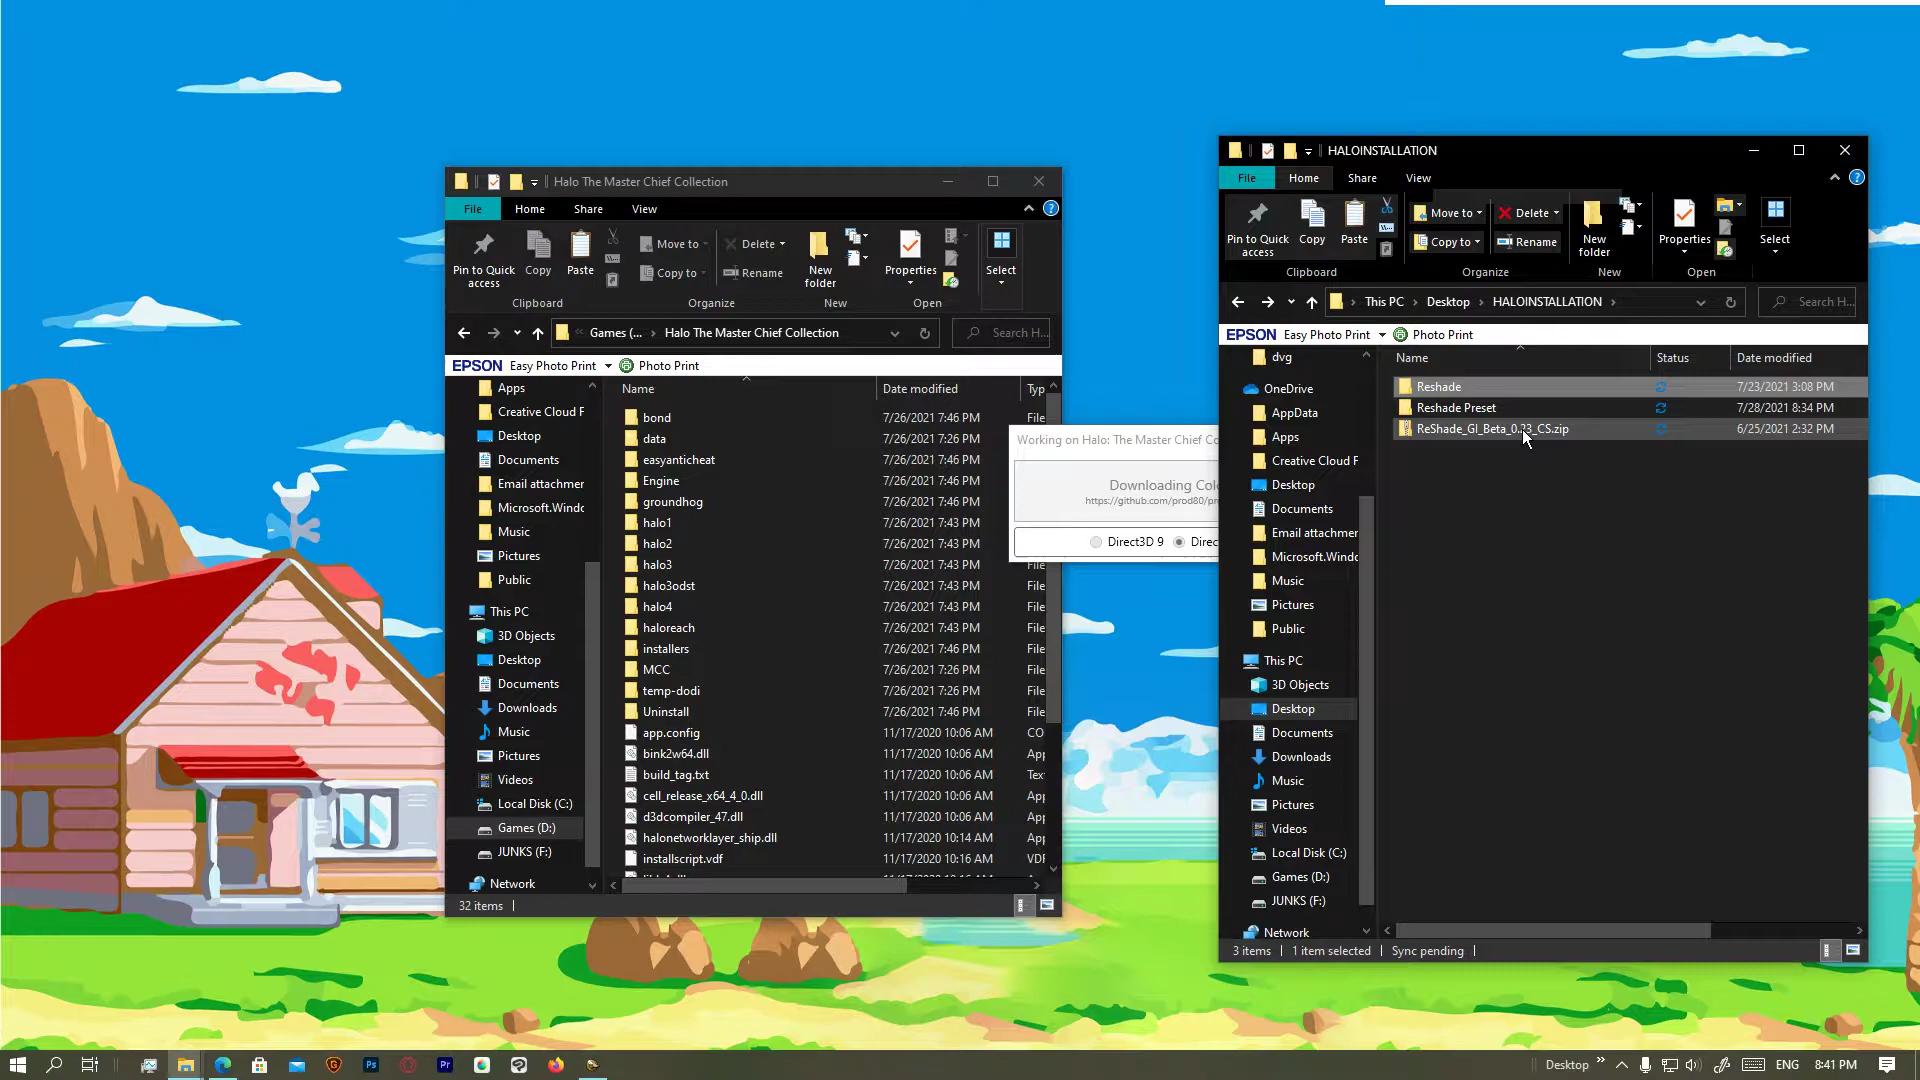 Halo The Master Chief Collection
File Home Share View
Pin to Quick access
Copy
Paste
Move to
Copy to
Delete
Rename
New folder
Properties
Select
Clipboard Organize New Open
Games (... Halo The Master Chief Collection
Search H...
EPSON Easy Photo Print Photo Print
Apps
Creative Cloud F
Desktop
Documents
Email attachmer
Microsoft.Windo
Music
Pictures
Public
This PC
3D Objects
Desktop
Documents
Downloads
Music
Pictures
Videos
Local Disk (C:)
Games (D:)
JUNKS (F:)
Network
Name Date modified Typ
bond 7/26/2021 7:46 PM File
data 7/26/2021 7:26 PM File
easyanticheat 7/26/2021 7:46 PM File
Engine 7/26/2021 7:46 PM File
groundhog 7/26/2021 7:46 PM File
halo1 7/26/2021 7:43 PM File
halo2 7/26/2021 7:43 PM File
halo3 7/26/2021 7:43 PM File
halo3odst 7/26/2021 7:43 PM File
halo4 7/26/2021 7:43 PM File
haloreach 7/26/2021 7:43 PM File
installers 7/26/2021 7:46 PM File
MCC 7/26/2021 7:26 PM File
temp-dodi 7/26/2021 7:26 PM File
Uninstall 7/26/2021 7:46 PM File
app.config 11/17/2020 10:06 AM CO
bink2w64.dll 11/17/2020 10:06 AM App
build_tag.txt 11/17/2020 10:06 AM Tex
cell_release_x64_4_0.dll 11/17/2020 10:06 AM App
d3dcompiler_47.dll 11/17/2020 10:06 AM App
halonetworklayer_ship.dll 11/17/2020 10:14 AM App
installscript.vdf 11/17/2020 10:16 AM VDF
32 items
Working on Halo: The Master Chief Co
Downloading Colo
https://github.com/prod80/pr
Direct3D 9 Direc
HALOINSTALLATION
File Home Share View
Pin to Quick access
Copy
Paste
Move to
Copy to
Delete
Rename
New folder
Properties
Select
Clipboard Organize New Open
This PC Desktop HALOINSTALLATION
Search H...
EPSON Easy Photo Print Photo Print
dvg
OneDrive
AppData
Apps
Creative Cloud F
Desktop
Documents
Email attachmer
Microsoft.Windo
Music
Pictures
Public
This PC
3D Objects
Desktop
Documents
Downloads
Music
Pictures
Videos
Local Disk (C:)
Games (D:)
JUNKS (F:)
Network
Name Status Date modified
Reshade 7/23/2021 3:08 PM
Reshade Preset 7/28/2021 8:34 PM
ReShade_GI_Beta_0.23_CS.zip 6/25/2021 2:32 PM
3 items 1 item selected Sync pending
Desktop ENG 8:41 PM